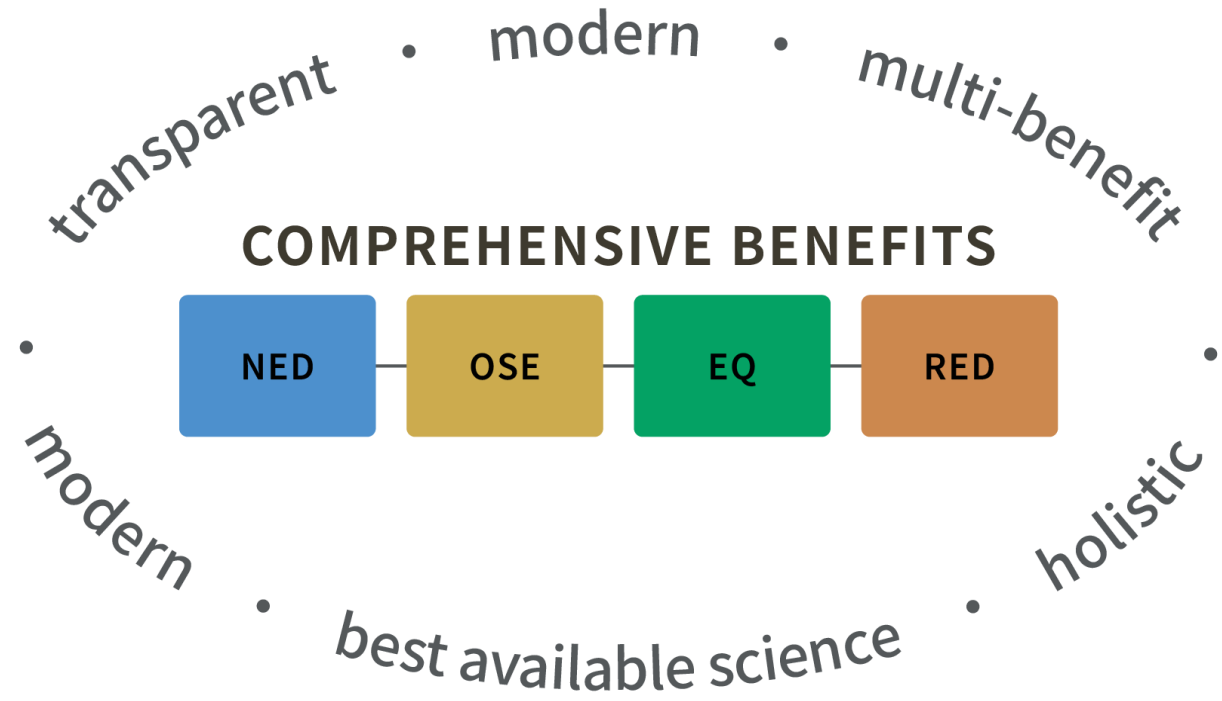 transparent • modern • multi-benefit
COMPREHENSIVE BENEFITS
NED
OSE
EQ
RED
• modern • best available science • holistic •